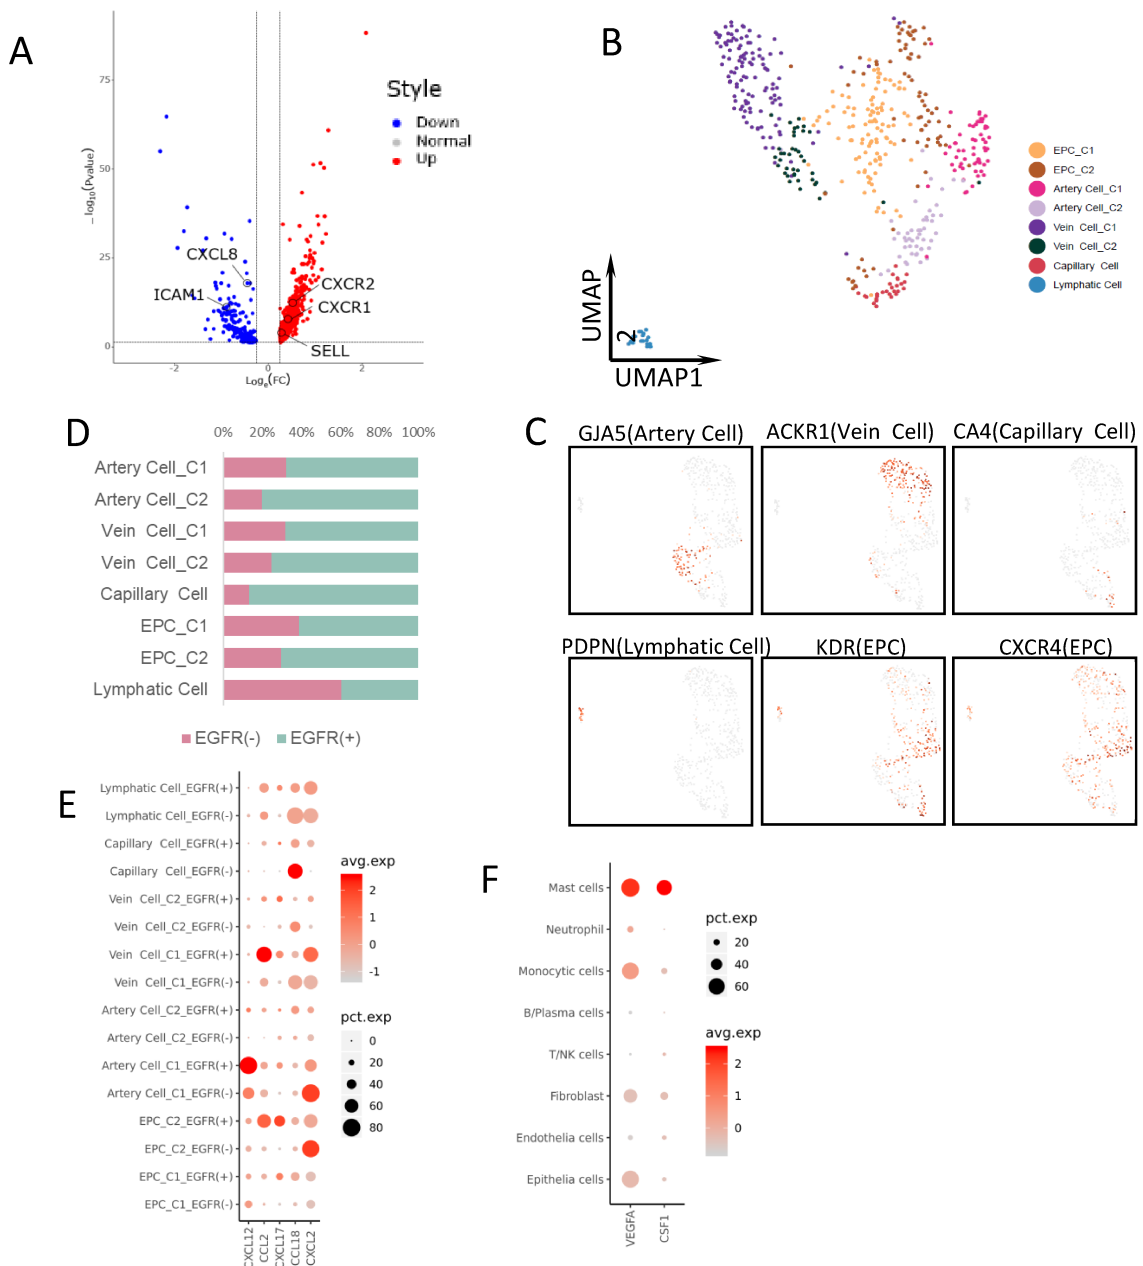 A
75
50
25
0
-2
0
2
−log10(Pvalue)
Loge(FC)
Style
Down
Normal
Up
CXCL8
ICAM1
CXCR2
CXCR1
SELL
B
EPC_C1
EPC_C2
Artery Cell_C1
Artery Cell_C2
Vein Cell_C1
Vein Cell_C2
Capillary Cell
Lymphatic Cell
UMAP
2
UMAP1
D
0% 20% 40% 60% 80% 100%
Artery Cell_C1
Artery Cell_C2
Vein Cell_C1
Vein Cell_C2
Capillary Cell
EPC_C1
EPC_C2
Lymphatic Cell
EGFR(-) EGFR(+)
C
GJA5(Artery Cell)
ACKR1(Vein Cell)
CA4(Capillary Cell)
PDPN(Lymphatic Cell)
KDR(EPC)
CXCR4(EPC)
E
Lymphatic Cell_EGFR(+)
Lymphatic Cell_EGFR(-)
Capillary Cell_EGFR(+)
Capillary Cell_EGFR(-)
Vein Cell_C2_EGFR(+)
Vein Cell_C2_EGFR(-)
Vein Cell_C1_EGFR(+)
Vein Cell_C1_EGFR(-)
Artery Cell_C2_EGFR(+)
Artery Cell_C2_EGFR(-)
Artery Cell_C1_EGFR(+)
Artery Cell_C1_EGFR(-)
EPC_C2_EGFR(+)
EPC_C2_EGFR(-)
EPC_C1_EGFR(+)
EPC_C1_EGFR(-)
CXCL12
CCL2
CXCL17
CCL18
CXCL2
avg.exp
2
1
0
-1
pct.exp
0
20
40
60
80
F
Mast cells
Neutrophil
Monocytic cells
B/Plasma cells
T/NK cells
Fibroblast
Endothelia cells
Epithelia cells
VEGFA
CSF1
pct.exp
20
40
60
avg.exp
2
1
0